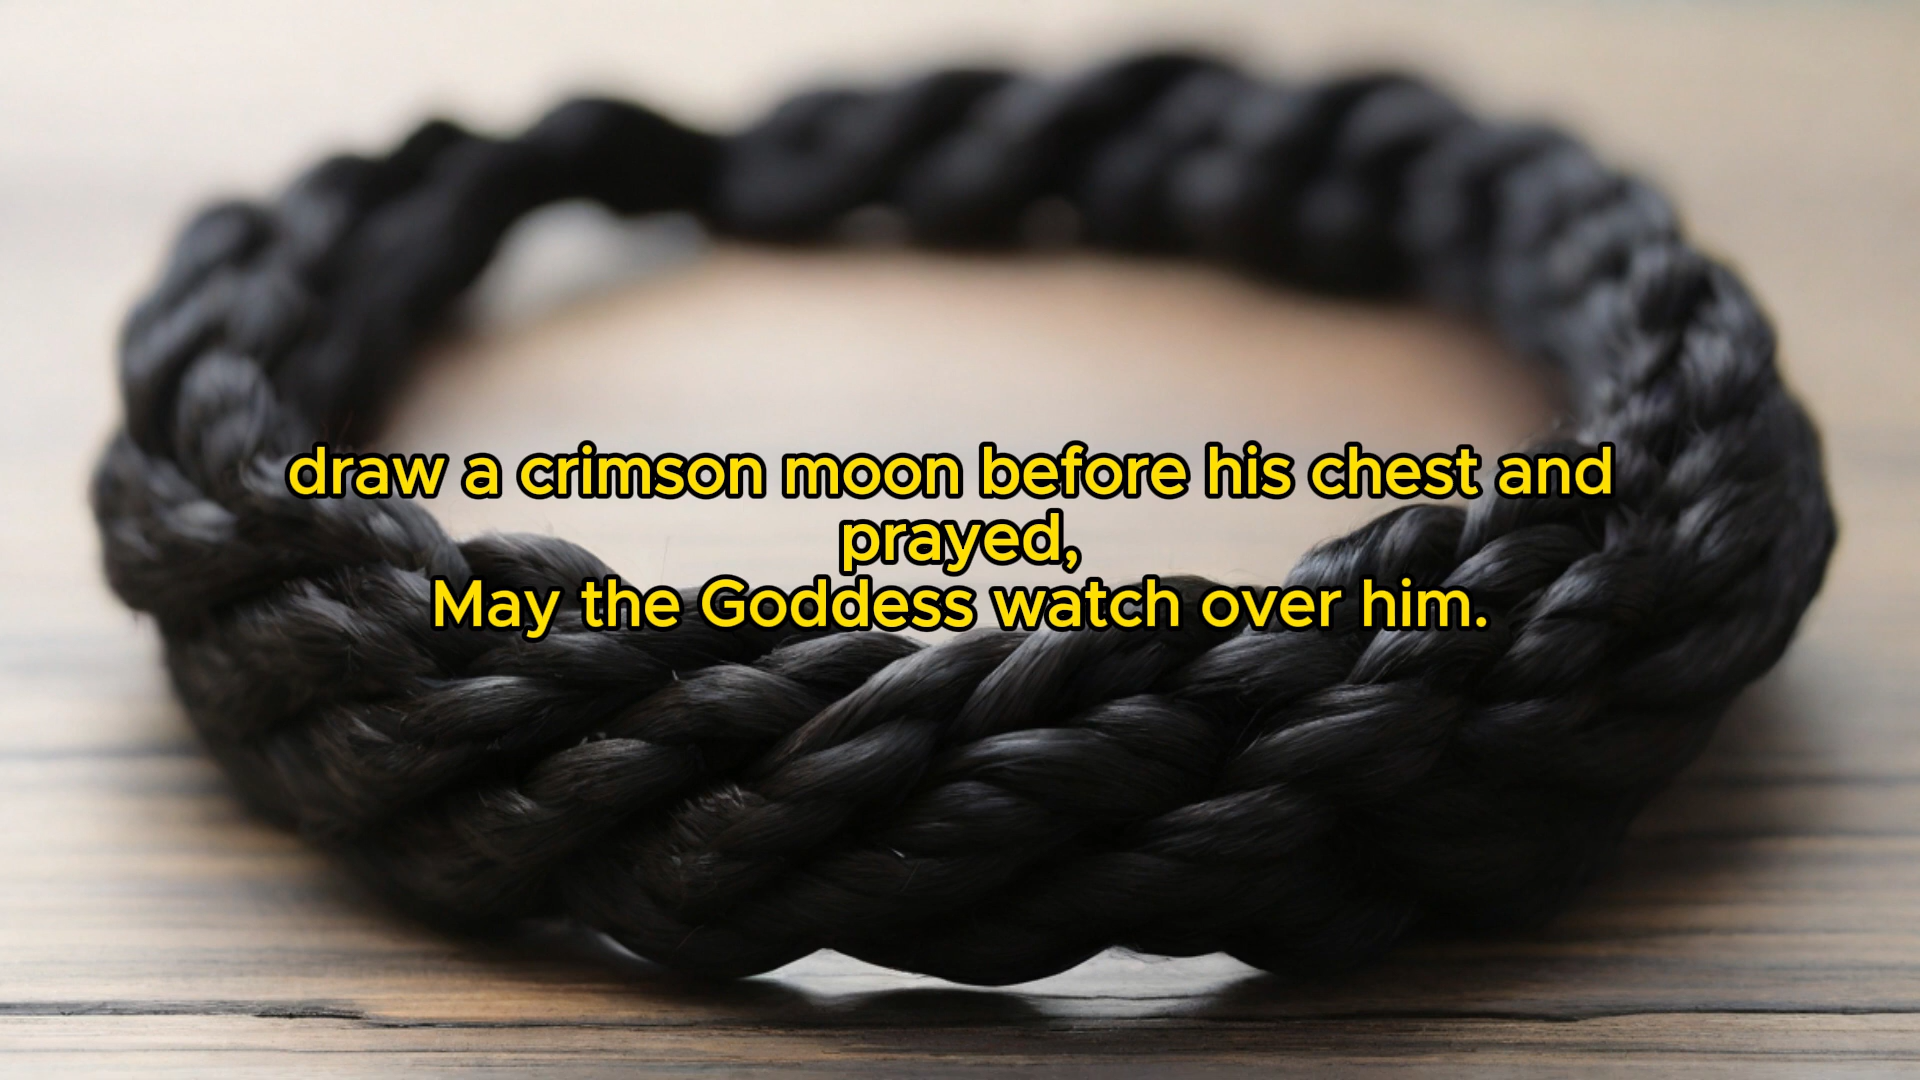 draw a crimson moon before his chest and
prayed,
May the Goddess watch over him.